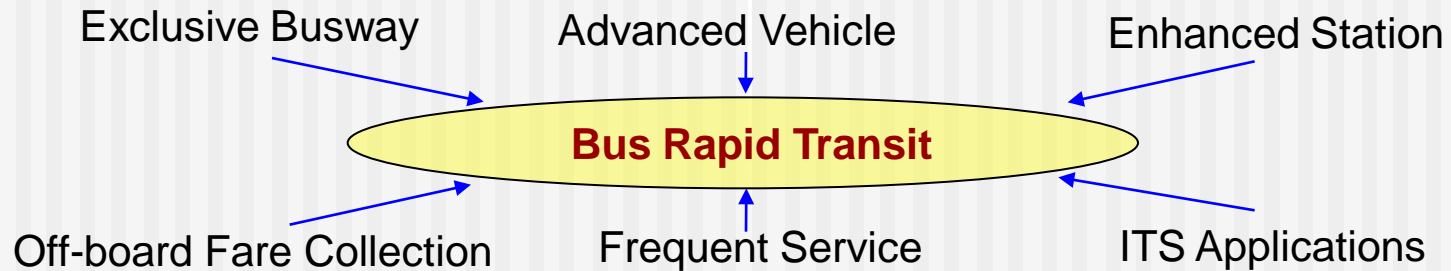 Exclusive Busway
Advanced Vehicle
Enhanced Station
Bus Rapid Transit
Off-board Fare Collection
Frequent Service
ITS Applications